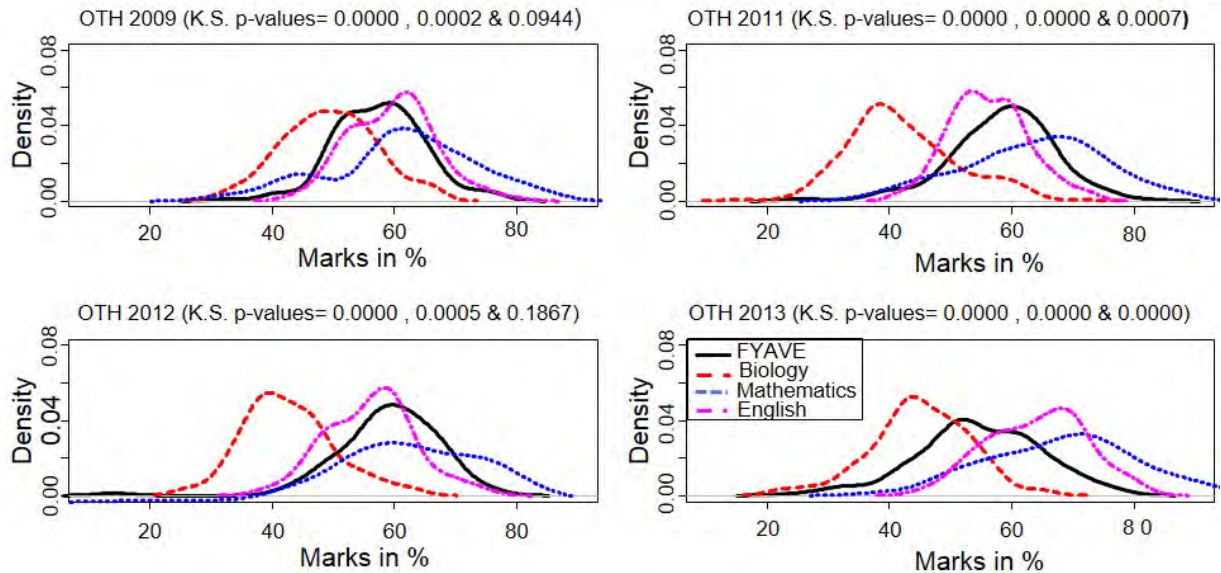 OTH 2009 (K.S. p-values= 0.0000 , 0.0002 & 0.0944)
Density
0.00 0.04 0.08
20 40 60 80
Marks in %
OTH 2011 (K.S. p-values= 0.0000 , 0.0000 & 0.0007)
Density
0.00 0.04 0.08
20 40 60 80
Marks in %
OTH 2012 (K.S. p-values= 0.0000 , 0.0005 & 0.1867)
Density
0.00 0.04 0.08
20 40 60 80
Marks in %
OTH 2013 (K.S. p-values= 0.0000 , 0.0000 & 0.0000)
FYAVE
Biology
Mathematics
English
Density
0.00 0.04 0.08
20 40 60 8 0
Marks in %